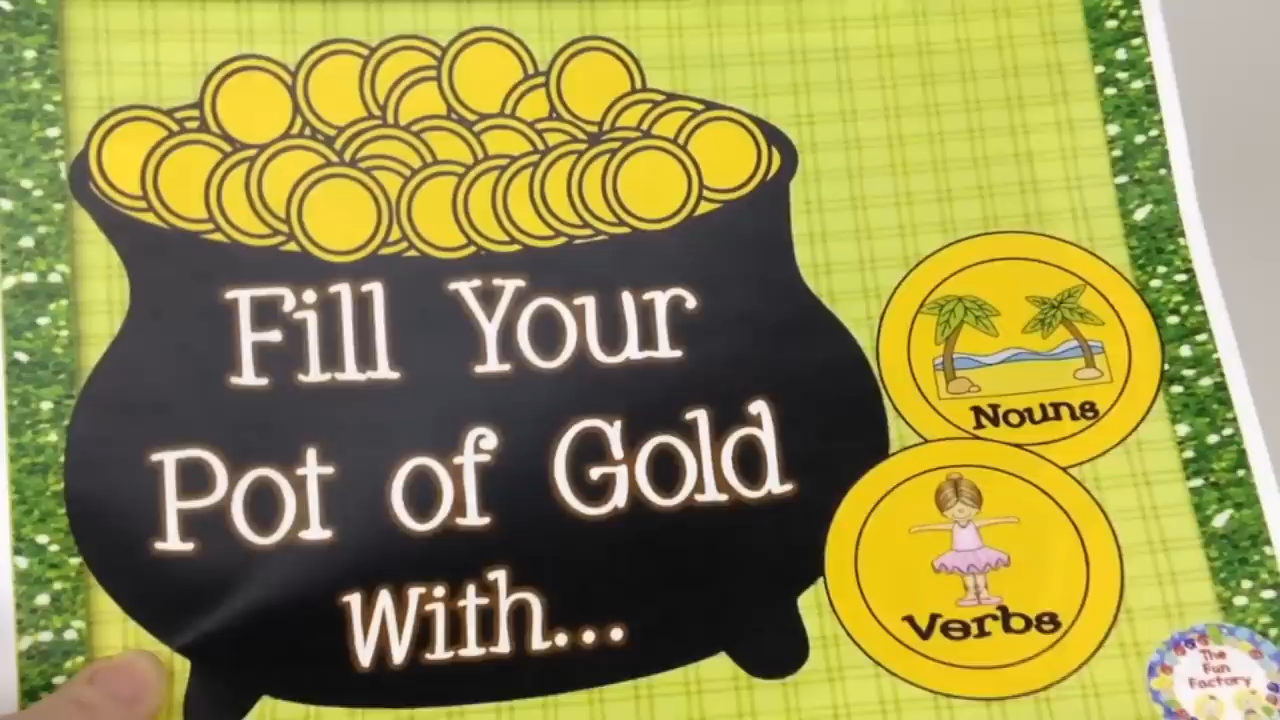 Fill Your
Pot of Gold
With...
Nouns
Verbs
The
Fun
Factory